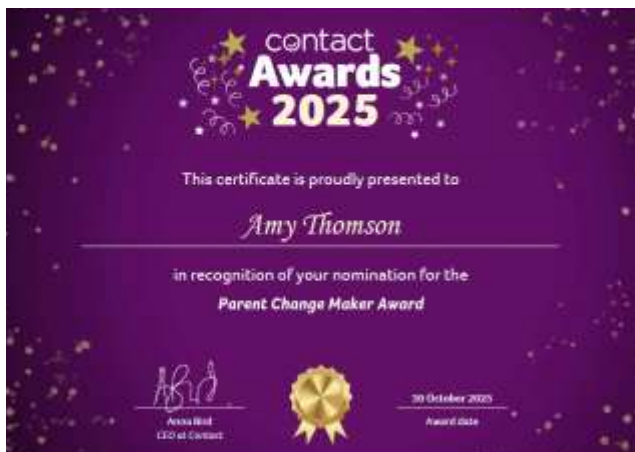 contact
Awards
2025
This certificate is proudly presented to
Amy Thomson
in recognition of your nomination for the
Parent Change Maker Award
Anna Bird
CEO at Contact
30 October 2025
Award date